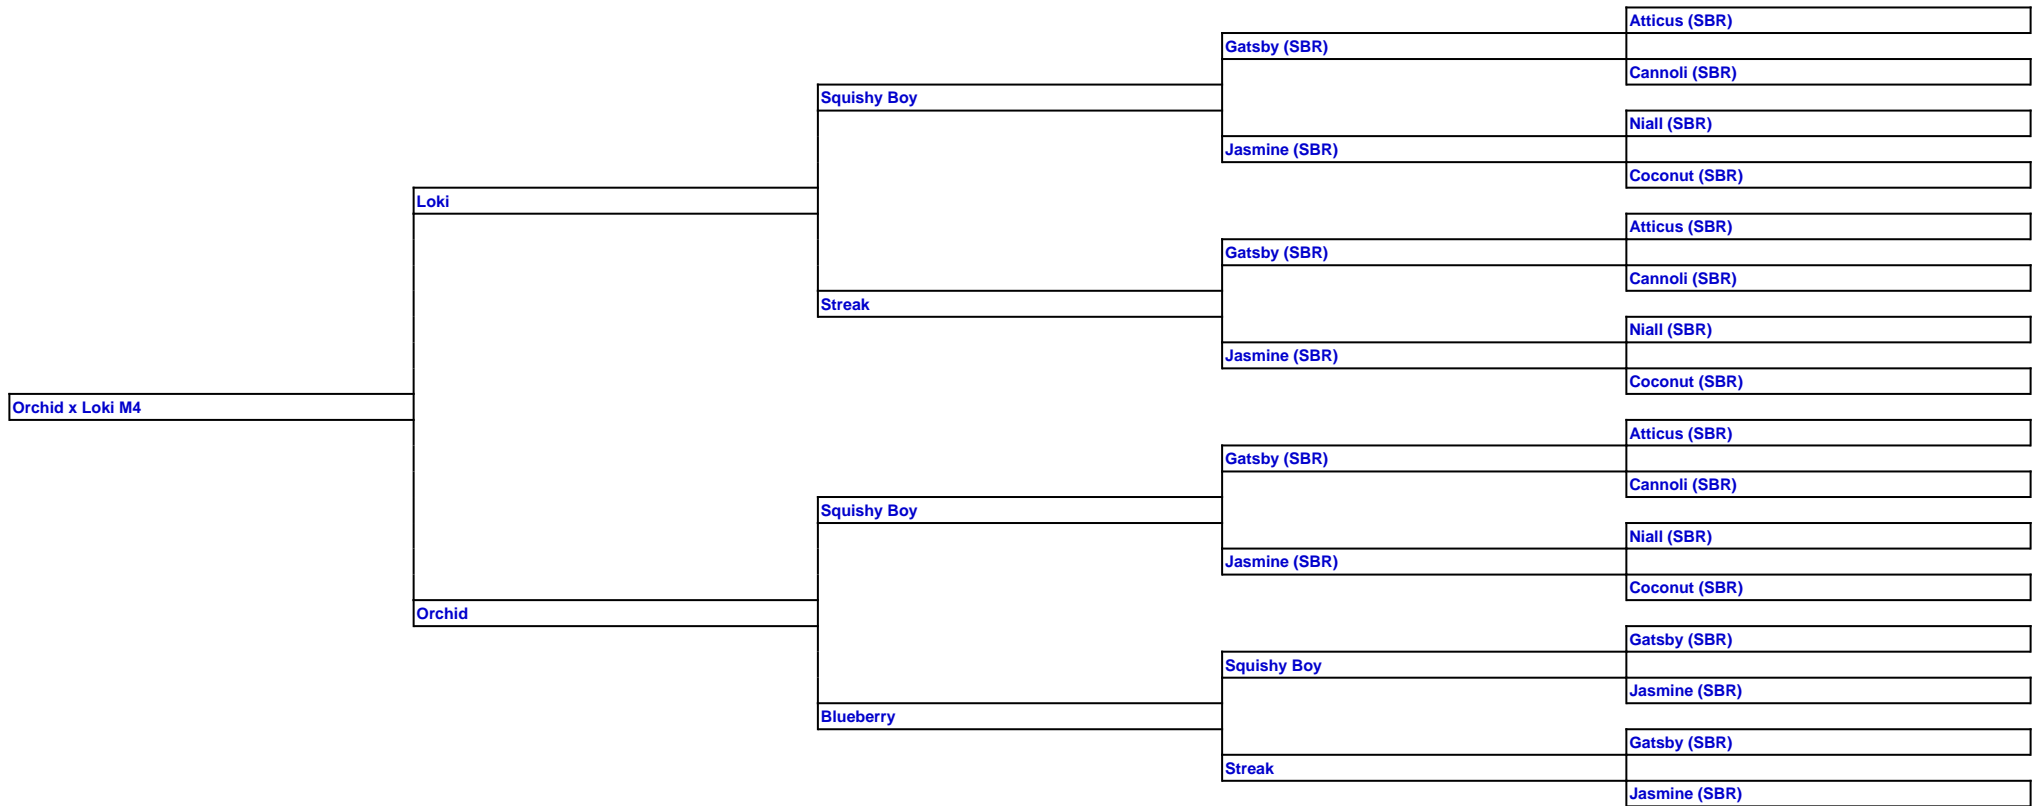 Atticus (SBR)
Gatsby (SBR)
Cannoli (SBR)
Squishy Boy
Niall (SBR)
Jasmine (SBR)
Coconut (SBR)
Loki
Atticus (SBR)
Gatsby (SBR)
Cannoli (SBR)
Streak
Niall (SBR)
Jasmine (SBR)
Coconut (SBR)
Orchid x Loki M4
Atticus (SBR)
Gatsby (SBR)
Cannoli (SBR)
Squishy Boy
Niall (SBR)
Jasmine (SBR)
Coconut (SBR)
Orchid
Gatsby (SBR)
Squishy Boy
Jasmine (SBR)
Blueberry
Gatsby (SBR)
Streak
Jasmine (SBR)